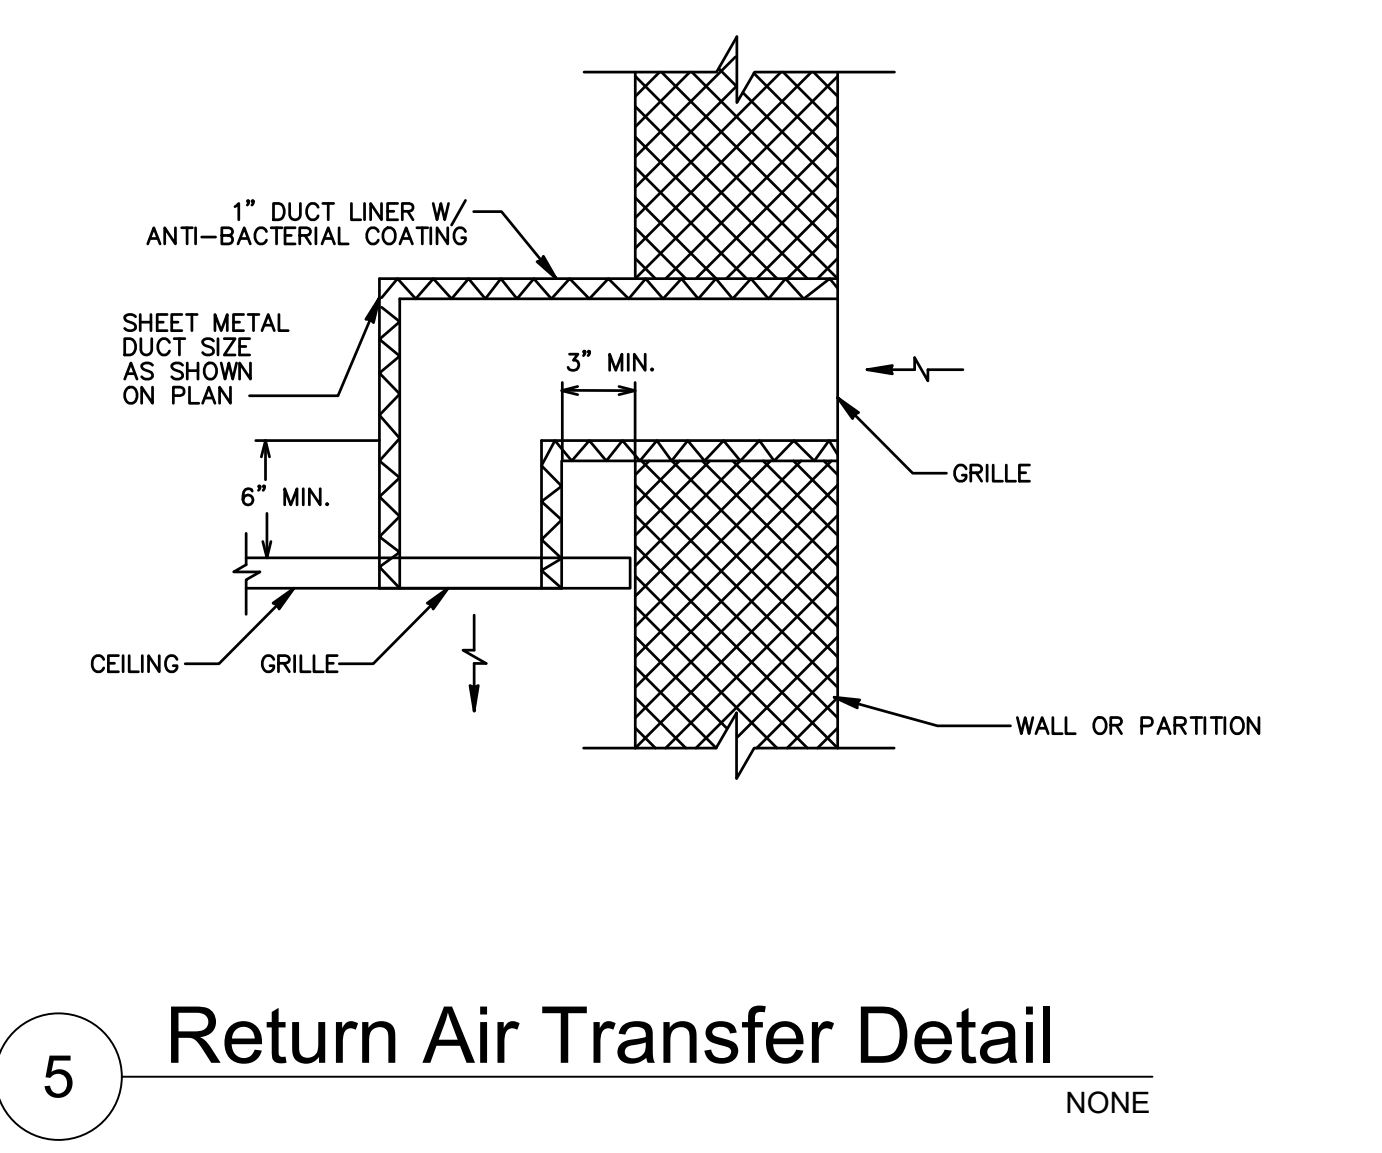 1" DUCT LINER W/
ANTI-BACTERIAL COATING
SHEET METAL
DUCT SIZE
AS SHOWN
ON PLAN
3" MIN.
GRILLE
6" MIN.
CEILING
GRILLE
WALL OR PARTITION
5
Return Air Transfer Detail
NONE